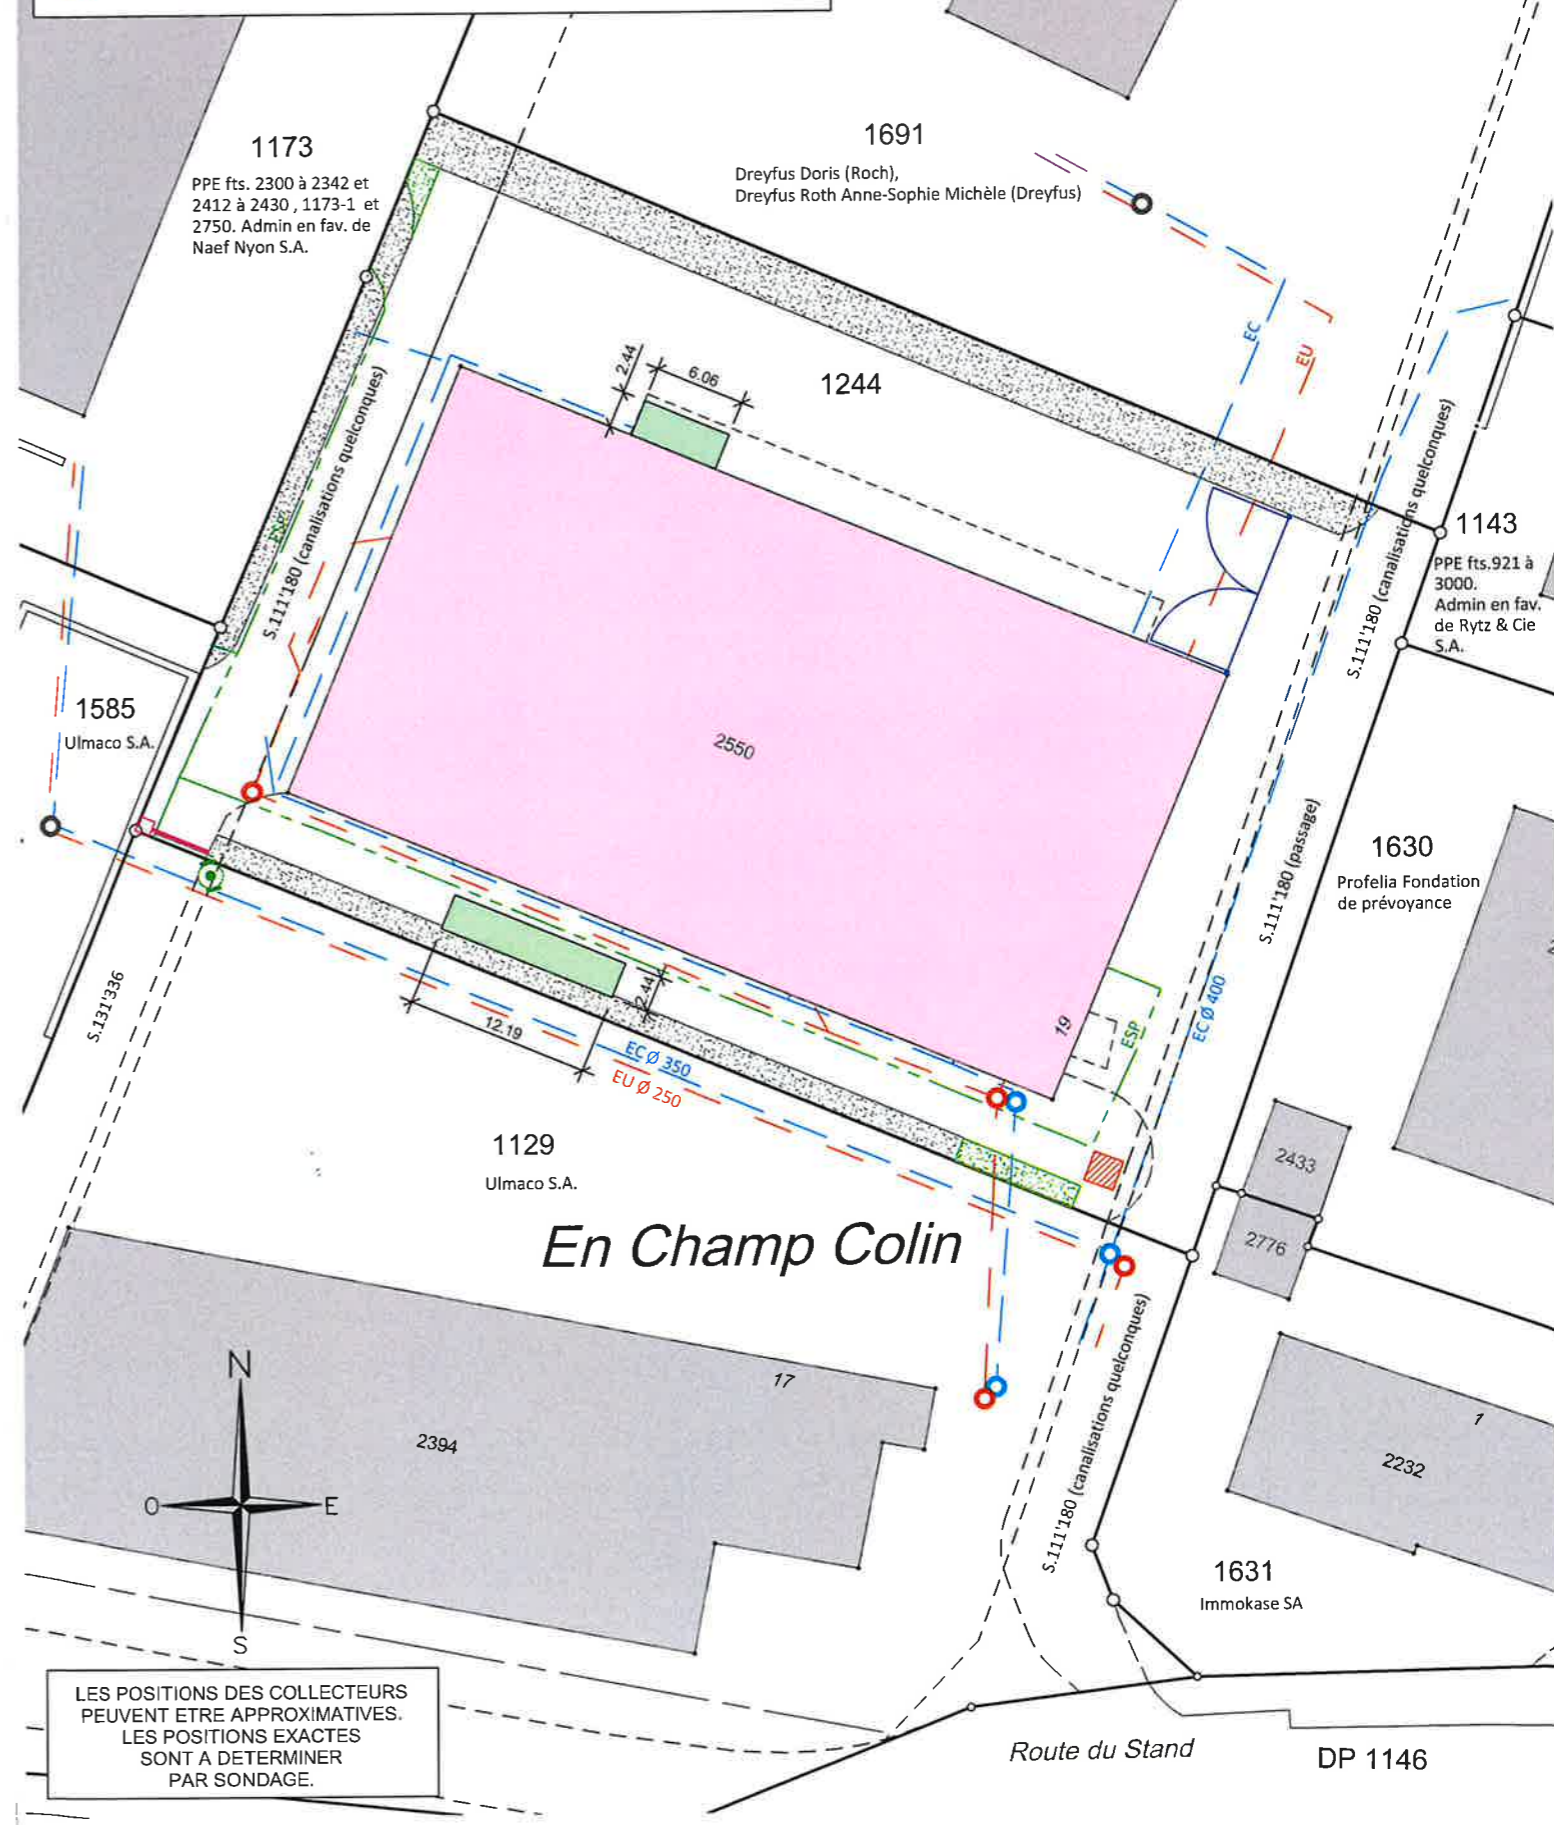 1173
PPE fts. 2300 à 2342 et
2412 à 2430 , 1173-1 et
2750. Admin en fav. de
Naef Nyon S.A.
1691
Dreyfus Doris (Roch),
Dreyfus Roth Anne-Sophie Michèle (Dreyfus)
EC
EU
2.44
6.06
1244
S.111'180 (canalisations quelconques)
S.111'180 (canalisations quelconques)
ESP
1143
PPE fts.921 à
3000.
Admin en fav.
de Rytz & Cie
S.A.
1585
Ulmaco S.A.
2550
S.111'180 (passage)
1630
Profelia Fondation
de prévoyance
S.131'336
2.44
12.19
19
ESP
EC Ø 400
EC Ø 350
EU Ø 250
1129
Ulmaco S.A.
2433
2776
En Champ Colin
S.111'180 (canalisations quelconques)
N
O
E
S
17
2394
1
2232
1631
Immokase SA
LES POSITIONS DES COLLECTEURS
PEUVENT ETRE APPROXIMATIVES.
LES POSITIONS EXACTES
SONT A DETERMINER
PAR SONDAGE.
Route du Stand
DP 1146